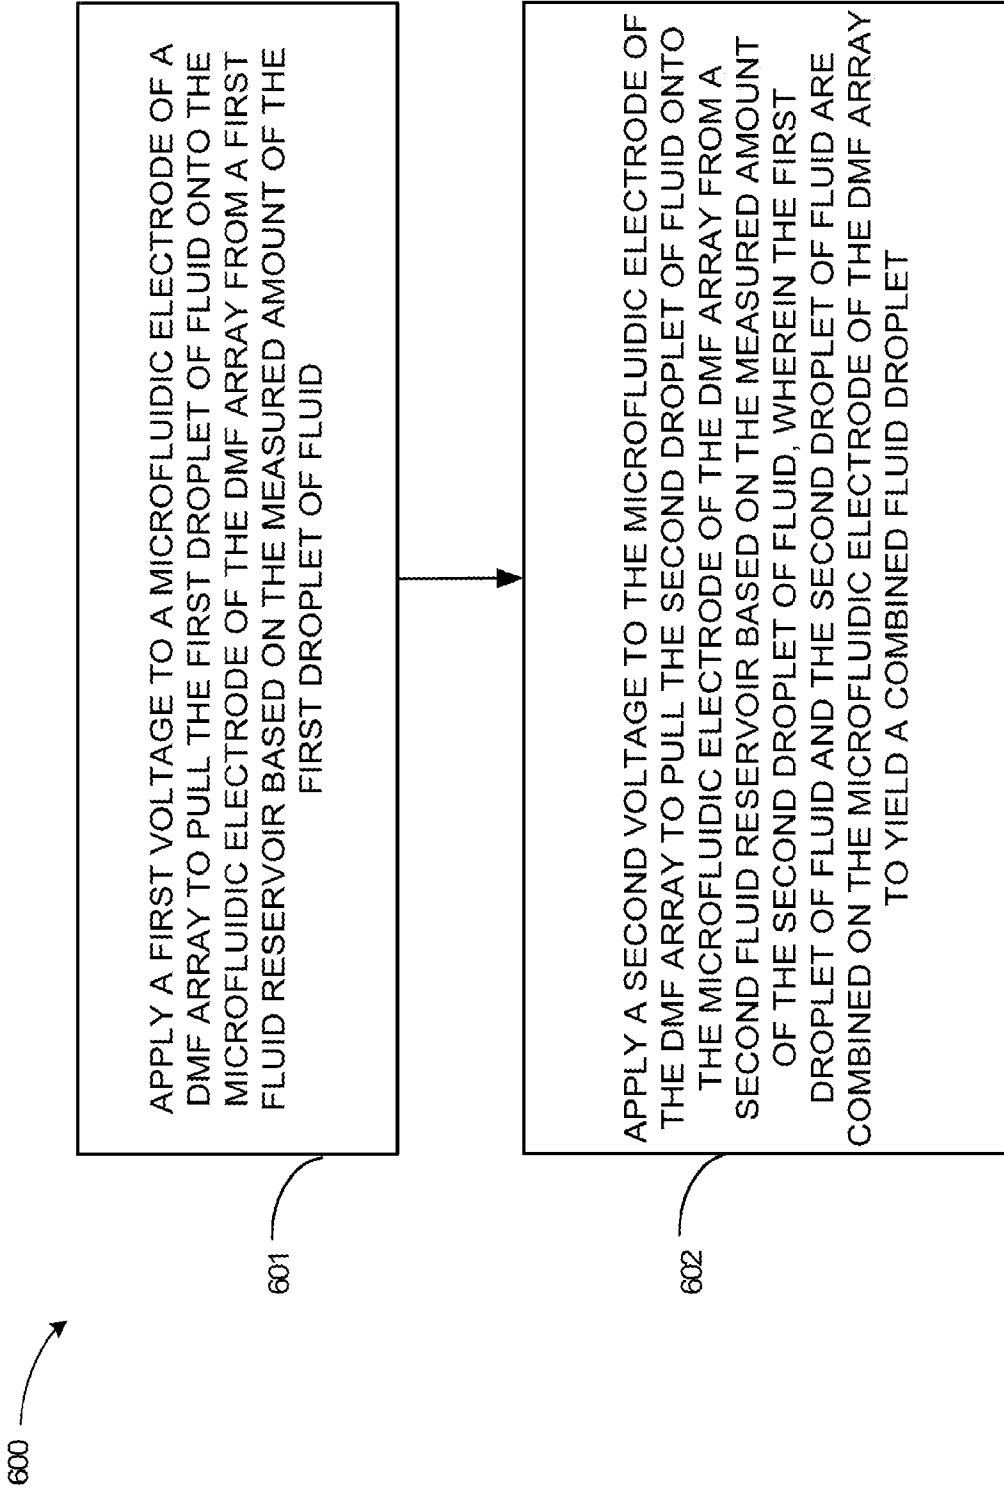 600
601
APPLY A FIRST VOLTAGE TO A MICROFLUIDIC ELECTRODE OF A
DMF ARRAY TO PULL THE FIRST DROPLET OF FLUID ONTO THE
MICROFLUIDIC ELECTRODE OF THE DMF ARRAY FROM A FIRST
FLUID RESERVOIR BASED ON THE MEASURED AMOUNT OF THE
FIRST DROPLET OF FLUID
602
APPLY A SECOND VOLTAGE TO THE MICROFLUIDIC ELECTRODE OF
THE DMF ARRAY TO PULL THE SECOND DROPLET OF FLUID ONTO
THE MICROFLUIDIC ELECTRODE OF THE DMF ARRAY FROM A
SECOND FLUID RESERVOIR BASED ON THE MEASURED AMOUNT
OF THE SECOND DROPLET OF FLUID, WHEREIN THE FIRST
DROPLET OF FLUID AND THE SECOND DROPLET OF FLUID ARE
COMBINED ON THE MICROFLUIDIC ELECTRODE OF THE DMF ARRAY
TO YIELD A COMBINED FLUID DROPLET